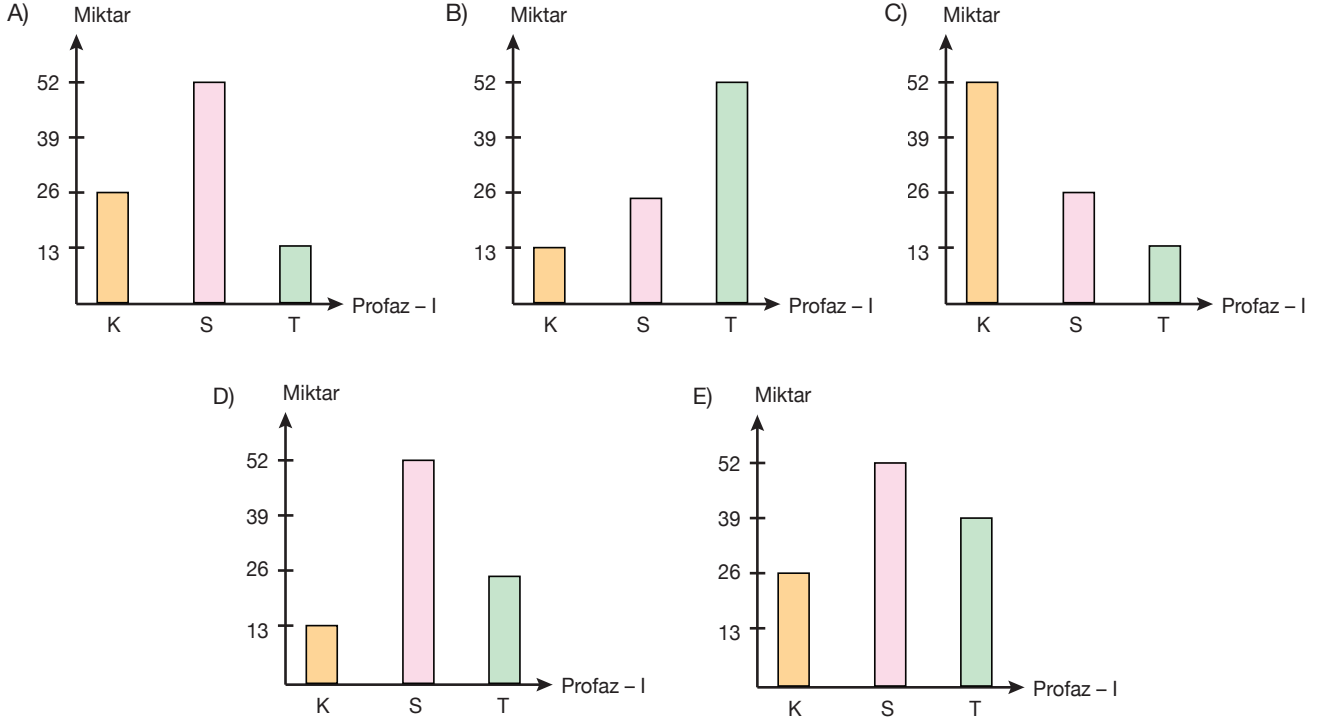 A)
Miktar
52
39
26
13
K S T
Profaz – I
B)
Miktar
52
39
26
13
K S T
Profaz – I
C)
Miktar
52
39
26
13
K S T
Profaz – I
D)
Miktar
52
39
26
13
K S T
Profaz – I
E)
Miktar
52
39
26
13
K S T
Profaz – I